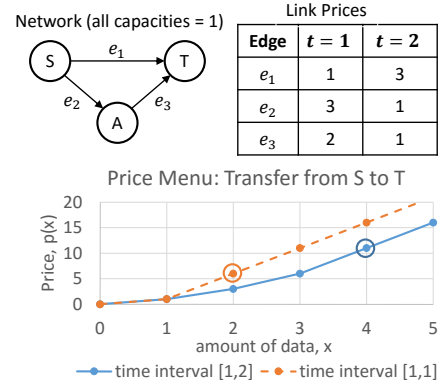 Network (all capacities = 1)
S
e₁
T
e₂
e₃
A
Link Prices
Edge t = 1 t = 2
e₁ 1 3
e₂ 3 1
e₃ 2 1
Price Menu: Transfer from S to T
Price, p(x)
20
15
10
5
0
0 1 2 3 4 5
amount of data, x
time interval [1,2] time interval [1,1]